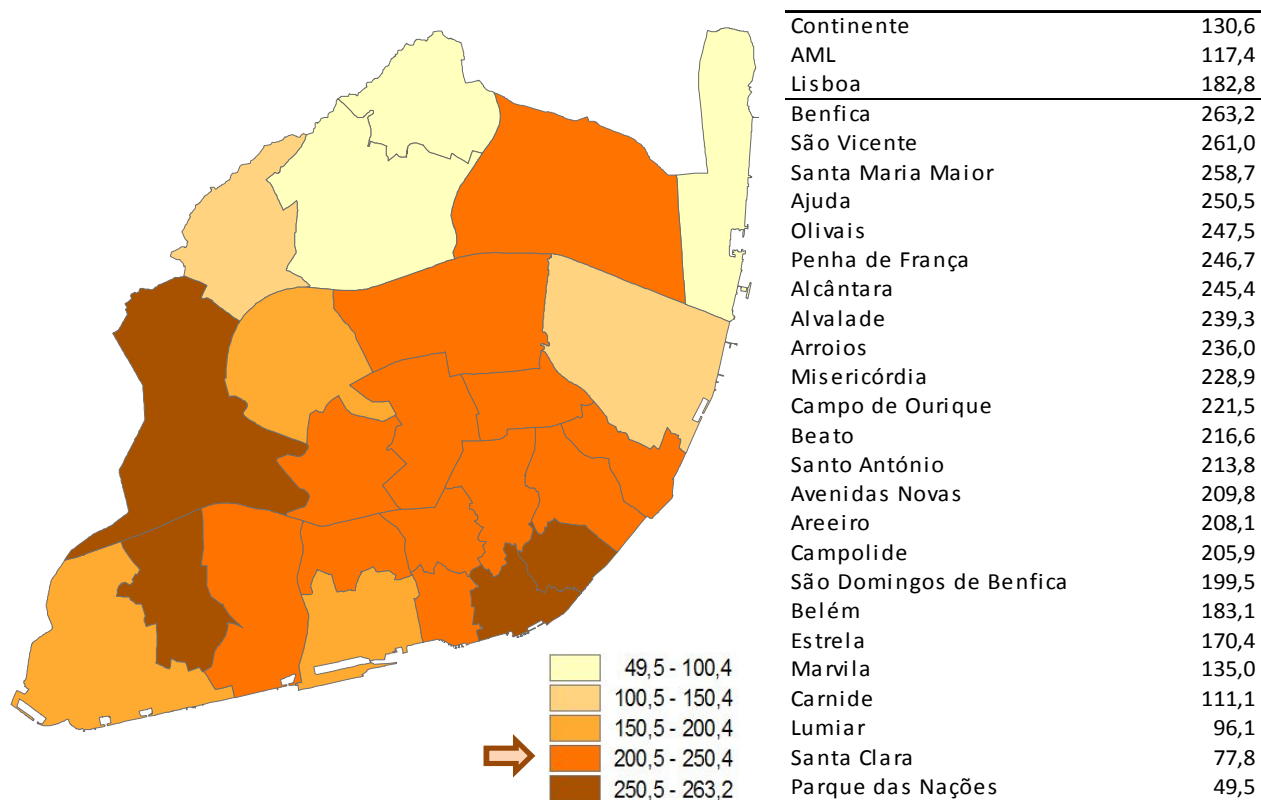 Continente 130,6
AML 117,4
Lisboa 182,8
Benfica 263,2
São Vicente 261,0
Santa Maria Maior 258,7
Ajuda 250,5
Olivais 247,5
Penha de França 246,7
Alcântara 245,4
Alvalade 239,3
Arroios 236,0
Misericórdia 228,9
Campo de Ourique 221,5
Beato 216,6
Santo António 213,8
Avenidas Novas 209,8
Areeiro 208,1
Campolide 205,9
São Domingos de Benfica 199,5
Belém 183,1
Estrela 170,4
Marvila 135,0
Carnide 111,1
Lumiar 96,1
Santa Clara 77,8
Parque das Nações 49,5
49,5 - 100,4
100,5 - 150,4
150,5 - 200,4
200,5 - 250,4
250,5 - 263,2